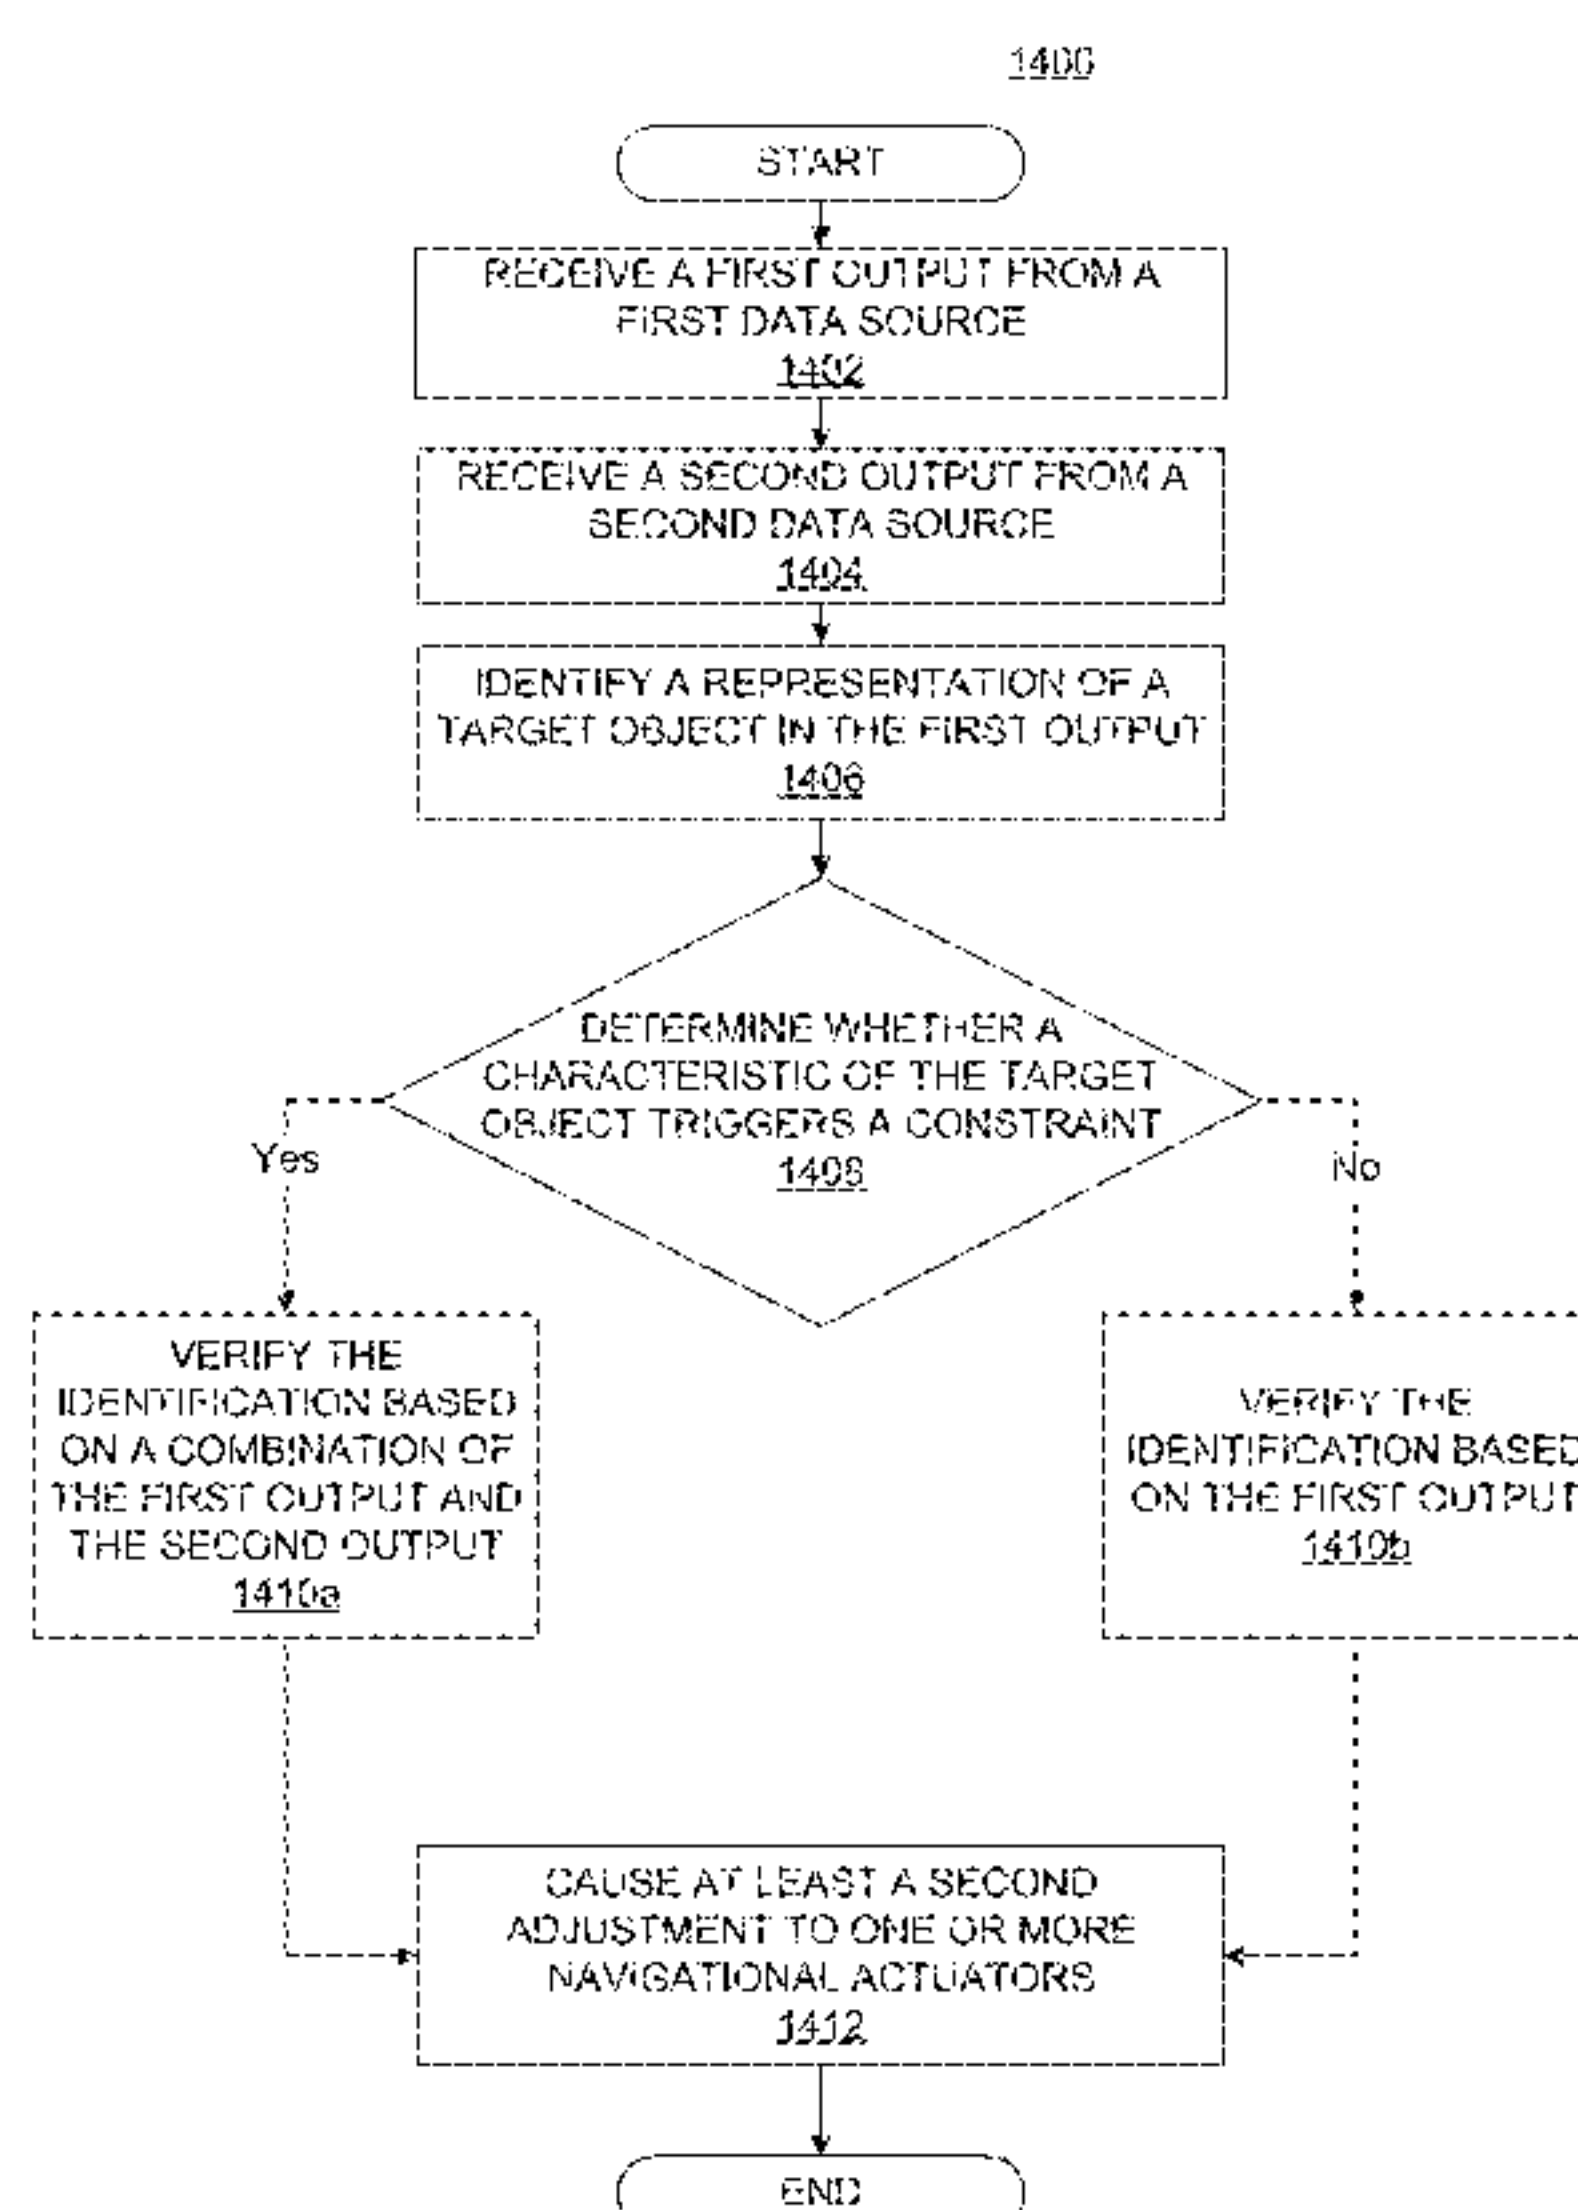 1400
START
RECEIVE A FIRST OUTPUT FROM A
FIRST DATA SOURCE
1402
RECEIVE A SECOND OUTPUT FROM A
SECOND DATA SOURCE
1404
IDENTIFY A REPRESENTATION OF A
TARGET OBJECT IN THE FIRST OUTPUT
1406
DETERMINE WHETHER A
CHARACTERISTIC OF THE TARGET
OBJECT TRIGGERS A CONSTRAINT
1408
Yes
No
VERIFY THE
IDENTIFICATION BASED
ON A COMBINATION OF
THE FIRST OUTPUT AND
THE SECOND OUTPUT
1410a
VERIFY THE
IDENTIFICATION BASED
ON THE FIRST OUTPUT
1410b
CAUSE AT LEAST A SECOND
ADJUSTMENT TO ONE OR MORE
NAVIGATIONAL ACTUATORS
1412
END